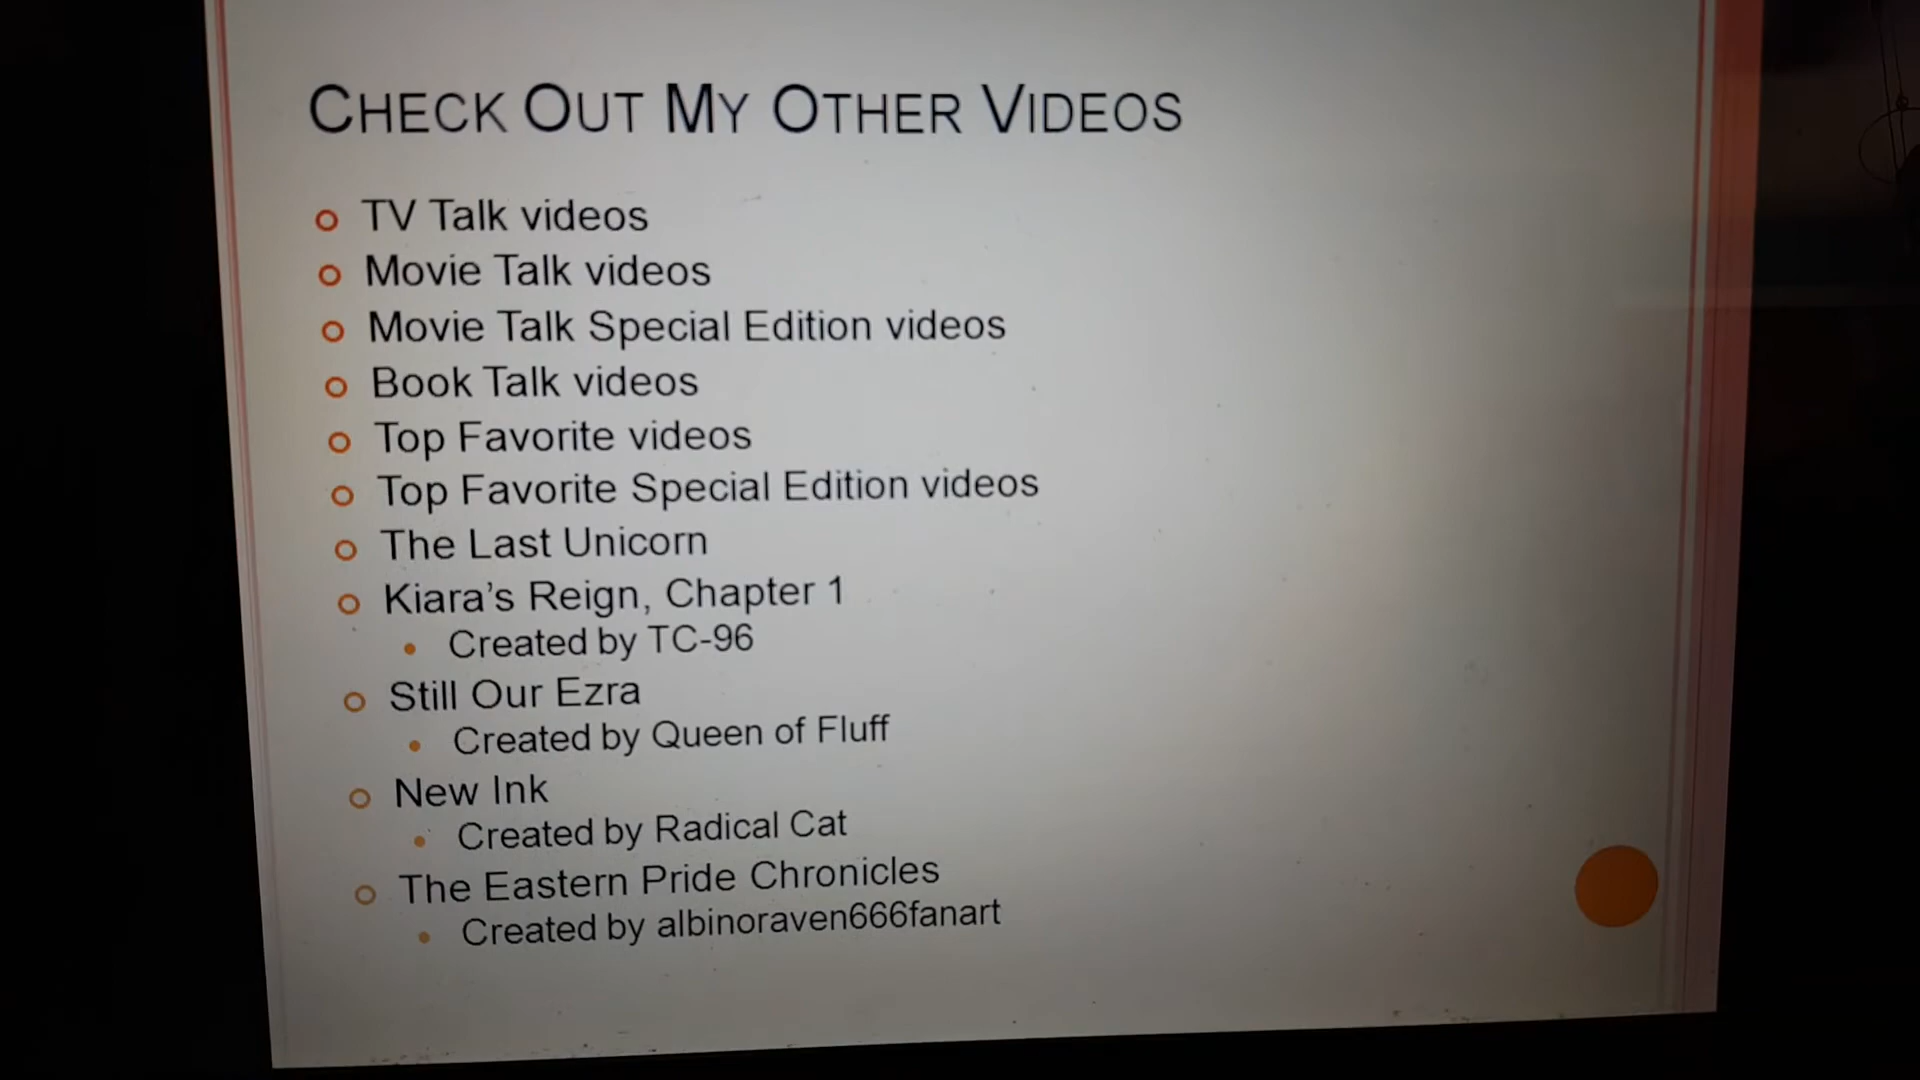 CHECK OUT MY OTHER VIDEOS
TV Talk videos
Movie Talk videos
Movie Talk Special Edition videos
Book Talk videos
Top Favorite videos
Top Favorite Special Edition videos
The Last Unicorn
Kiara's Reign, Chapter 1
Created by TC-96
Still Our Ezra
Created by Queen of Fluff
New Ink
Created by Radical Cat
The Eastern Pride Chronicles
Created by albinoraven666fanart